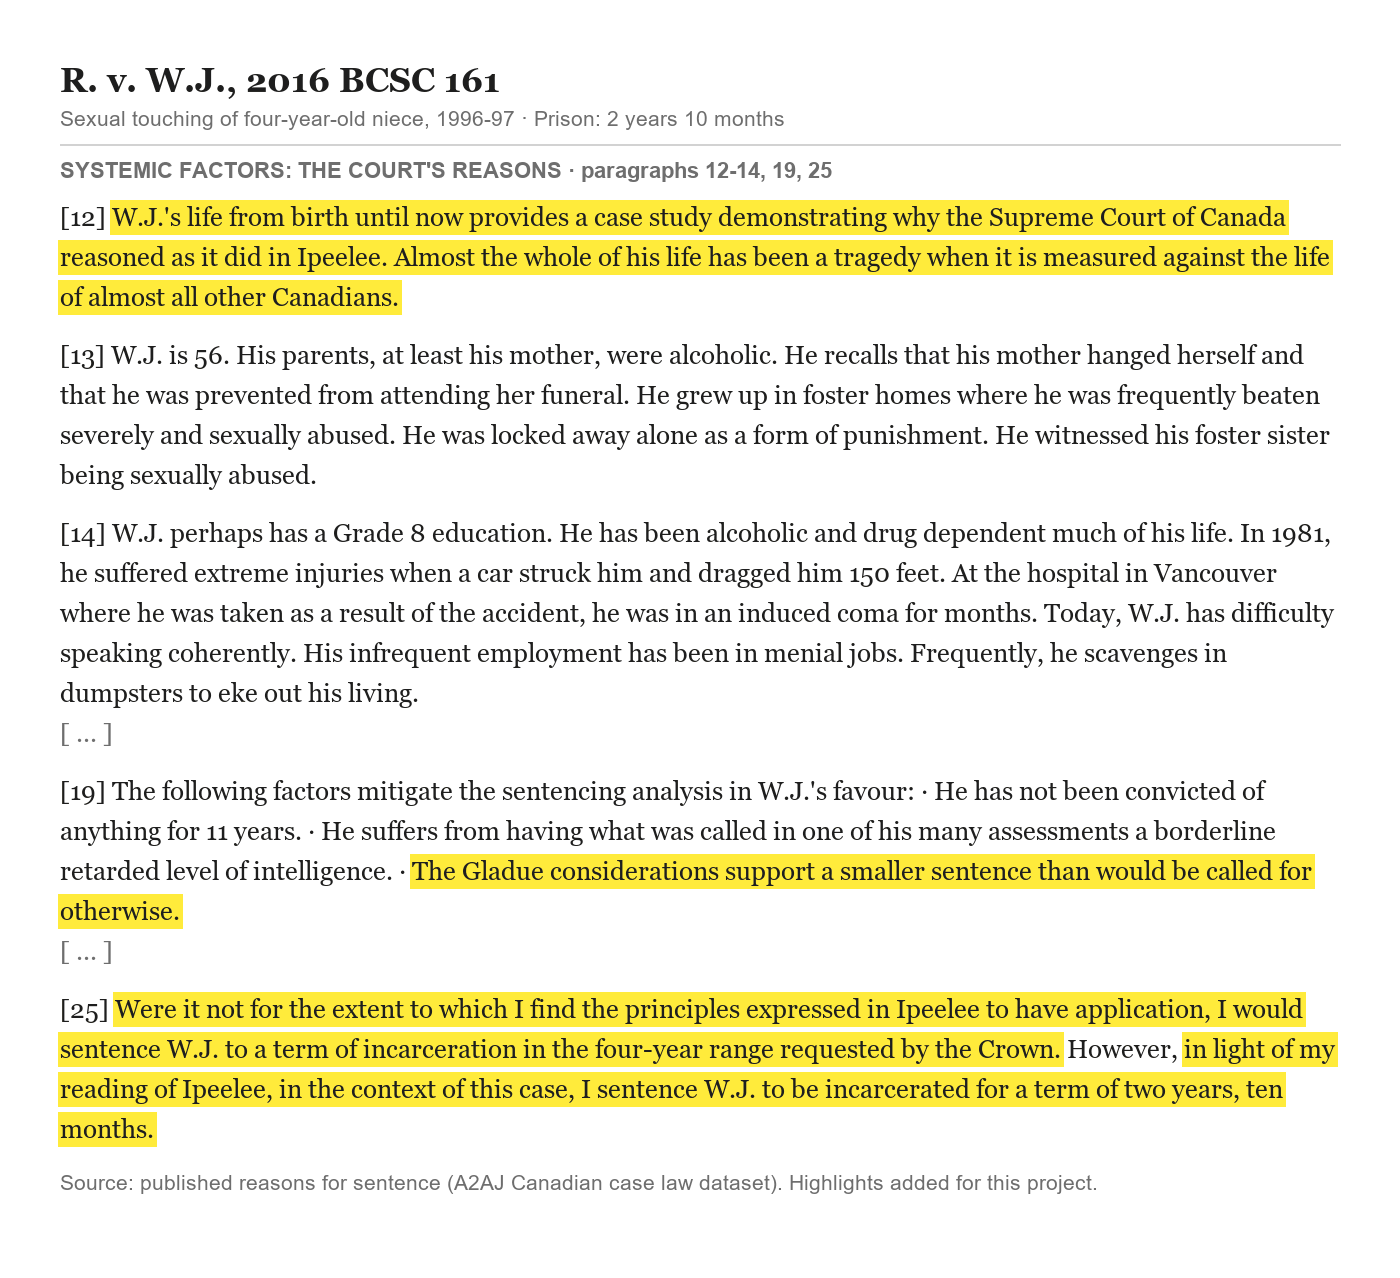 R. v. W.J., 2016 BCSC 161
Sexual touching of four-year-old niece, 1996-97 · Prison: 2 years 10 months
SYSTEMIC FACTORS: THE COURT'S REASONS · paragraphs 12-14, 19, 25
[12] W.J.'s life from birth until now provides a case study demonstrating why the Supreme Court of Canada
reasoned as it did in Ipeelee. Almost the whole of his life has been a tragedy when it is measured against the life
of almost all other Canadians.
[13] W.J. is 56. His parents, at least his mother, were alcoholic. He recalls that his mother hanged herself and
that he was prevented from attending her funeral. He grew up in foster homes where he was frequently beaten
severely and sexually abused. He was locked away alone as a form of punishment. He witnessed his foster sister
being sexually abused.
[14] W.J. perhaps has a Grade 8 education. He has been alcoholic and drug dependent much of his life. In 1981,
he suffered extreme injuries when a car struck him and dragged him 150 feet. At the hospital in Vancouver
where he was taken as a result of the accident, he was in an induced coma for months. Today, W.J. has difficulty
speaking coherently. His infrequent employment has been in menial jobs. Frequently, he scavenges in
dumpsters to eke out his living.
[ ... ]
[19] The following factors mitigate the sentencing analysis in W.J.'s favour: · He has not been convicted of
anything for 11 years. · He suffers from having what was called in one of his many assessments a borderline
retarded level of intelligence. · The Gladue considerations support a smaller sentence than would be called for
otherwise.
[ ... ]
[25] Were it not for the extent to which I find the principles expressed in Ipeelee to have application, I would
sentence W.J. to a term of incarceration in the four-year range requested by the Crown. However, in light of my
reading of Ipeelee, in the context of this case, I sentence W.J. to be incarcerated for a term of two years, ten
months.
Source: published reasons for sentence (A2AJ Canadian case law dataset). Highlights added for this project.